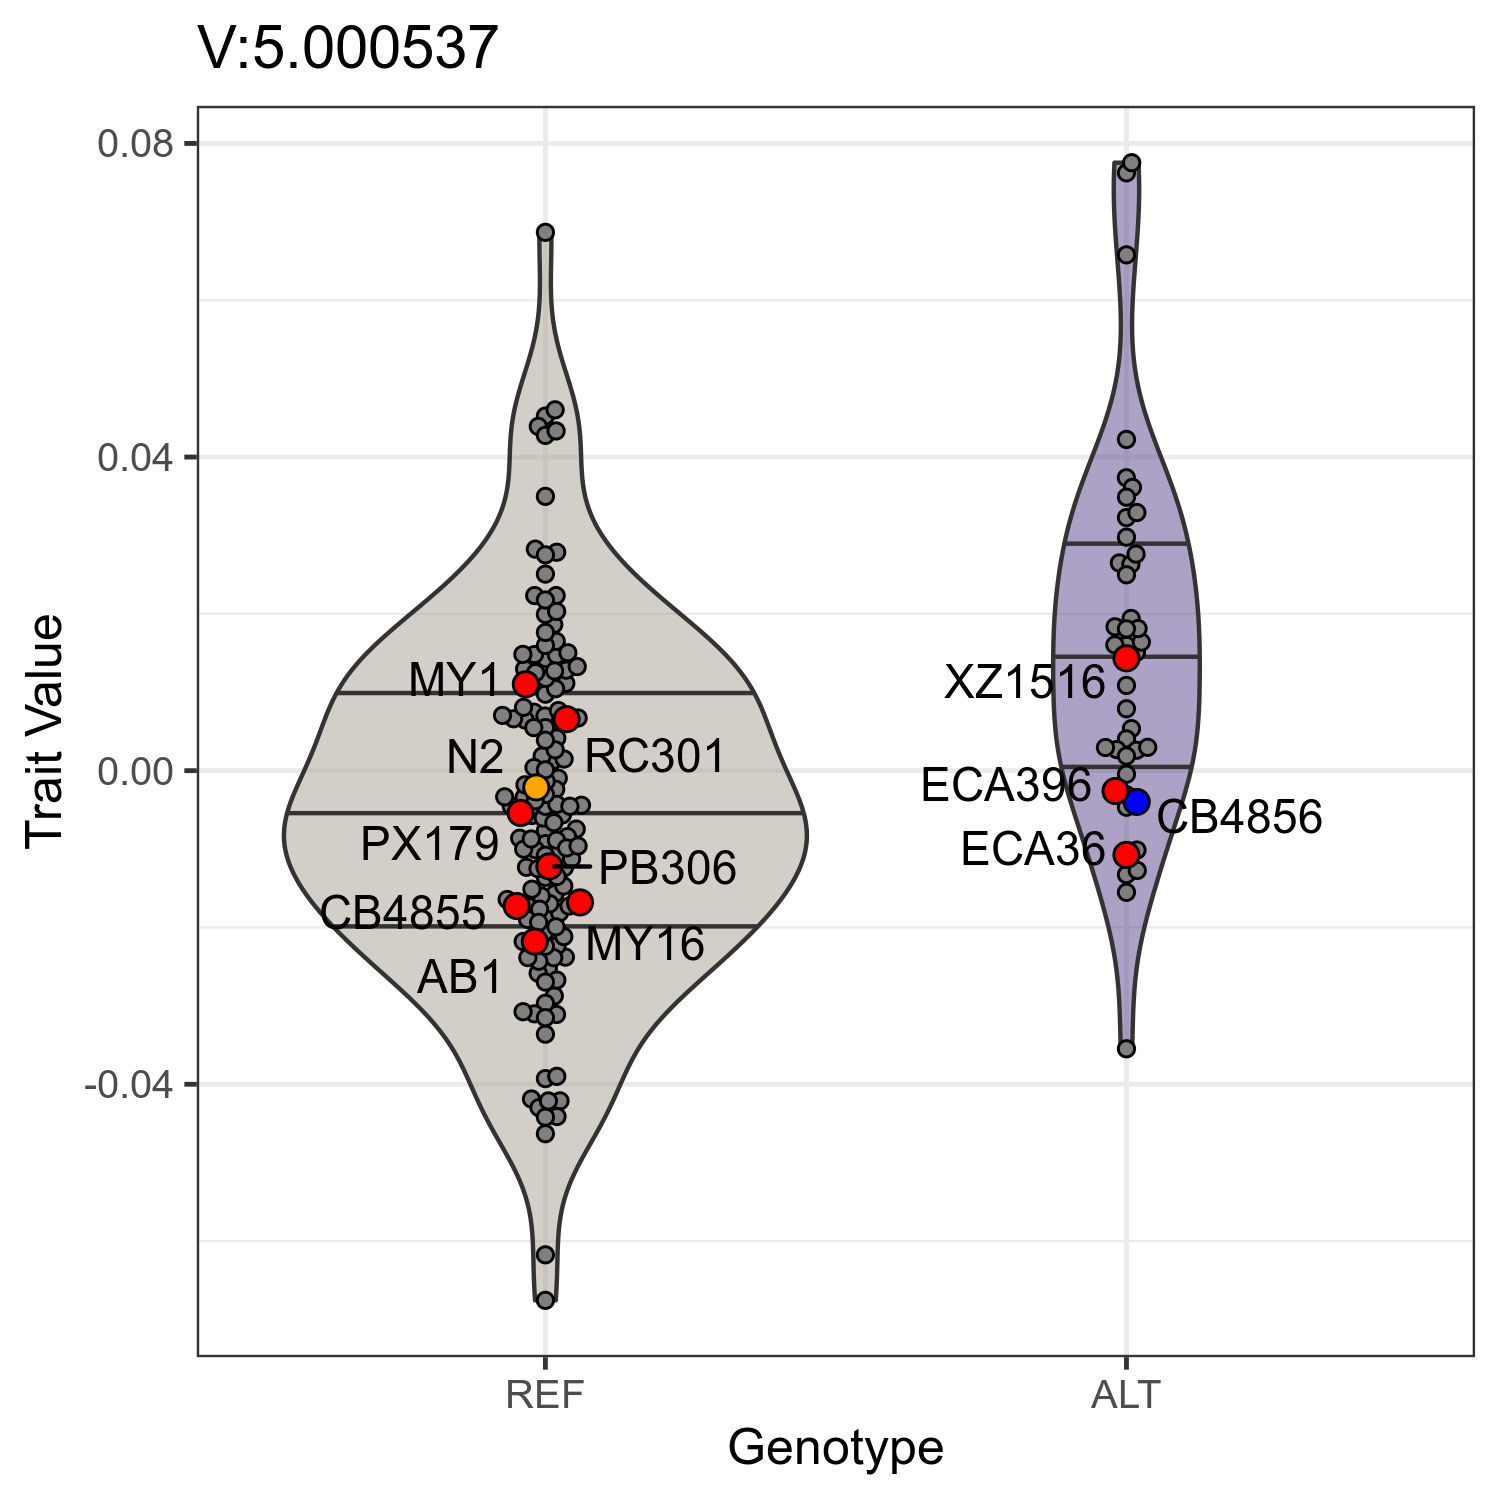 V:5.000537
0.08
0.04
0.00
-0.04
Trait Value
MY1
N2
RC301
PX179
PB306
CB4855
MY16
AB1
XZ1516
ECA396
CB4856
ECA36
REF
ALT
Genotype